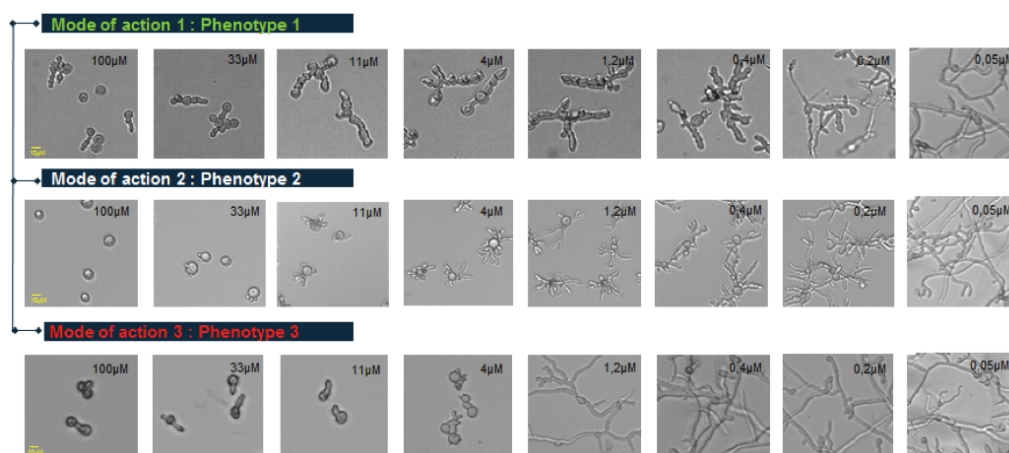 Mode of action 1 : Phenotype 1
100µM 33µM 11µM 4µM 1,2µM 0,4µM 0,2µM 0,05µM
10µM
Mode of action 2 : Phenotype 2
100µM 33µM 11µM 4µM 1,2µM 0,4µM 0,2µM 0,05µM
10µM
Mode of action 3 : Phenotype 3
100µM 33µM 11µM 4µM 1,2µM 0,4µM 0,2µM 0,05µM